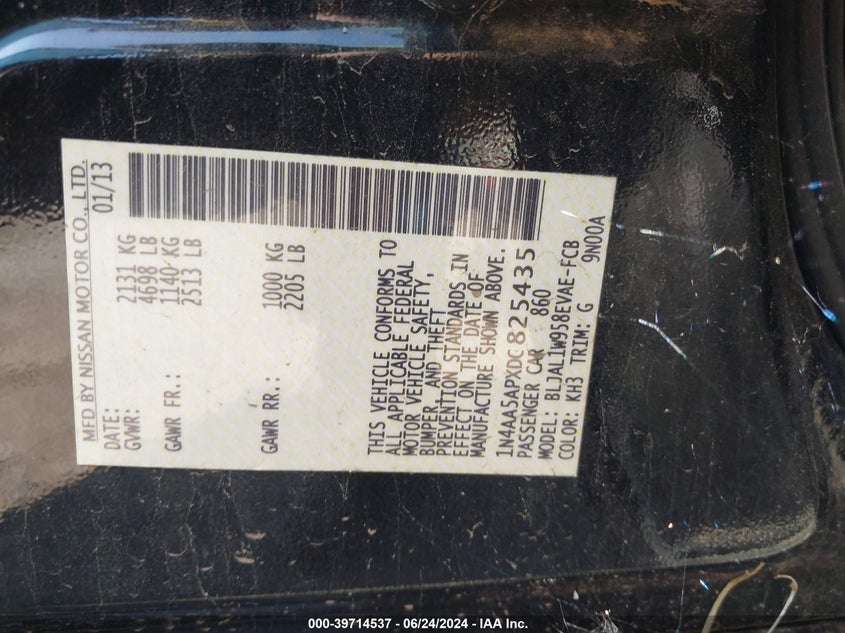 MFD BY NISSAN MOTOR CO., LTD.
DATE: 01/13
GVWR: 2131 KG
4698 LB
GAWR FR.: 1140 KG
2513 LB
GAWR RR.: 1000 KG
2205 LB
THIS VEHICLE CONFORMS TO
ALL APPLICABLE FEDERAL
MOTOR VEHICLE SAFETY,
BUMPER, AND THEFT
PREVENTION STANDARDS IN
EFFECT ON THE DATE OF
MANUFACTURE SHOWN ABOVE.
1N4AA5APXDC825435
PASSENGER CAR 860
MODEL: BLJAL1W958EVAE-FCB
COLOR: KH3 TRIM: G 9N00A
000-39714537 - 06/24/2024 - IAA Inc.